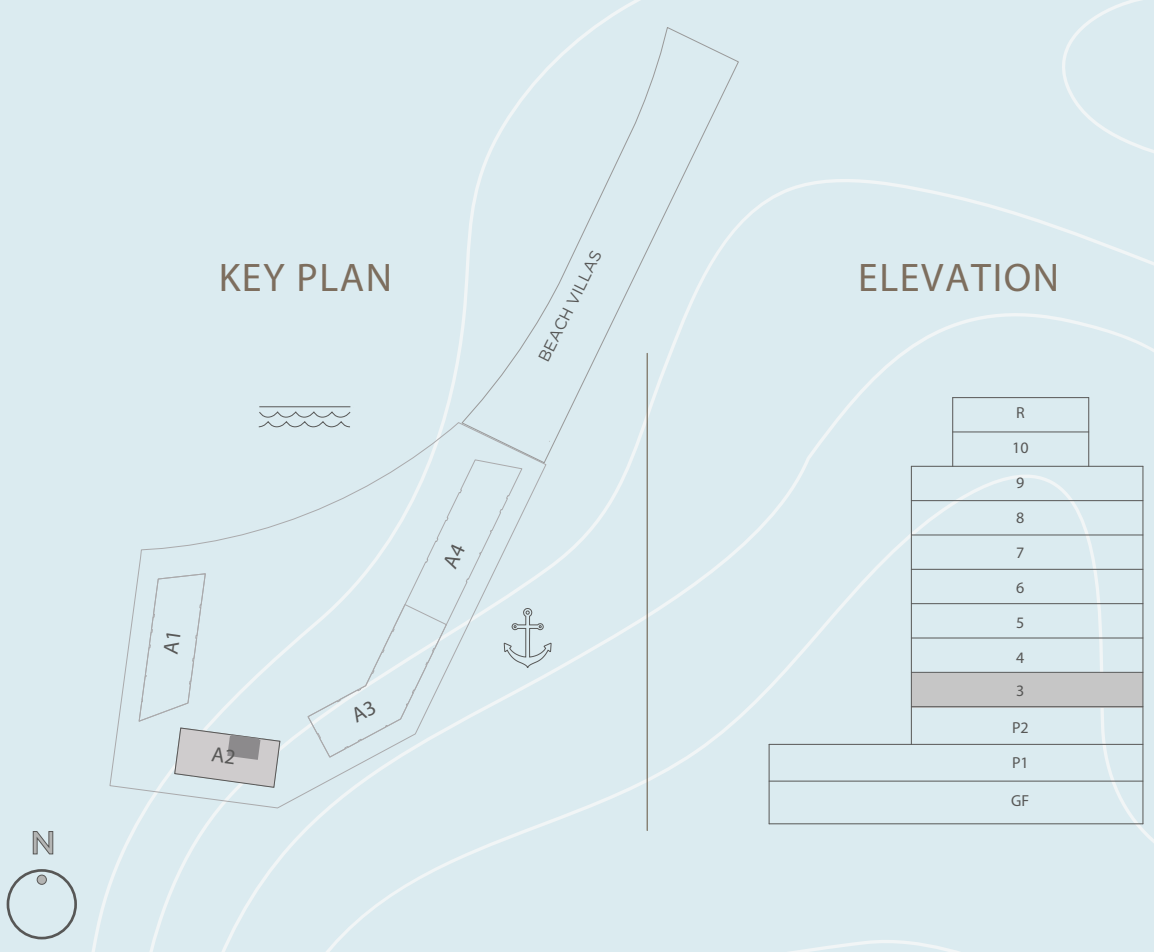 KEY PLAN
BEACH VILLAS
A4
A1
A3
A2
N
ELEVATION
R
10
9
8
7
6
5
4
3
P2
P1
GF